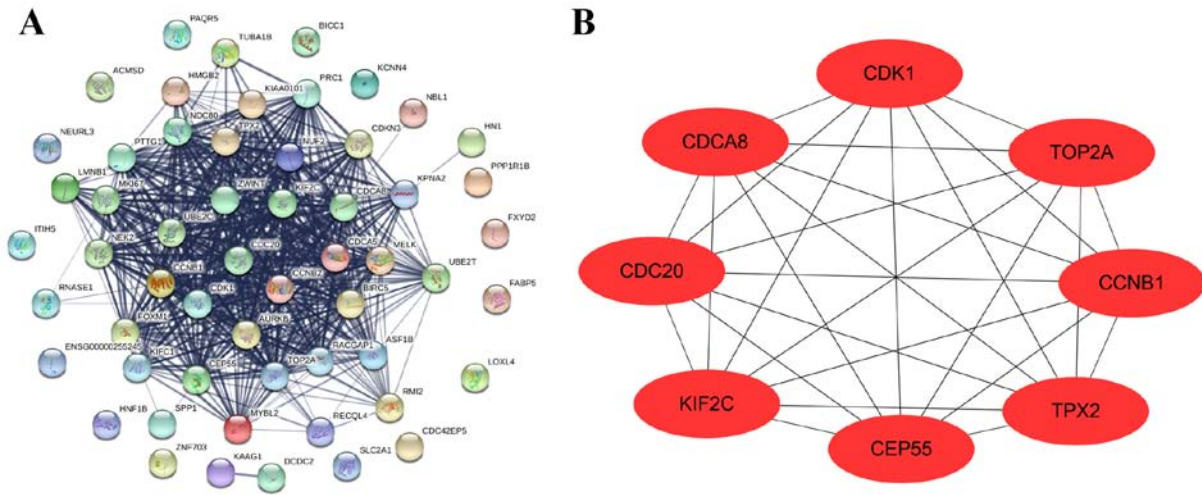 A
PAQR5
BICC1
TUBA1B
ACMSD
HMGB2
KIAA0101
PRC1
KCNN4
NBL1
NDC80
TPX2
NEURL3
PTTG1
NUF2
CDKN3
HN1
LMNB1
MKI67
ZWINT
KIF2C
CDCA8
KPNA2
PPP1R1B
UBE2C
FXYD2
ITIH5
NEK2
CDC20
CDCA5
MELK
UBE2T
RNASE1
CCNB1
CDK1
CCNB2
BIRC5
FABP5
FOXM1
AURKB
ENSG00000255245
KIFC1
CEP55
TOP2A
RACGAP1
ASF1B
LOXL4
RMI2
HNF1B
SPP1
MYBL2
RECQL4
CDC42EP5
ZNF703
KAAG1
DCDC2
SLC2A1
B
CDK1
CDCA8
TOP2A
CDC20
CCNB1
KIF2C
TPX2
CEP55